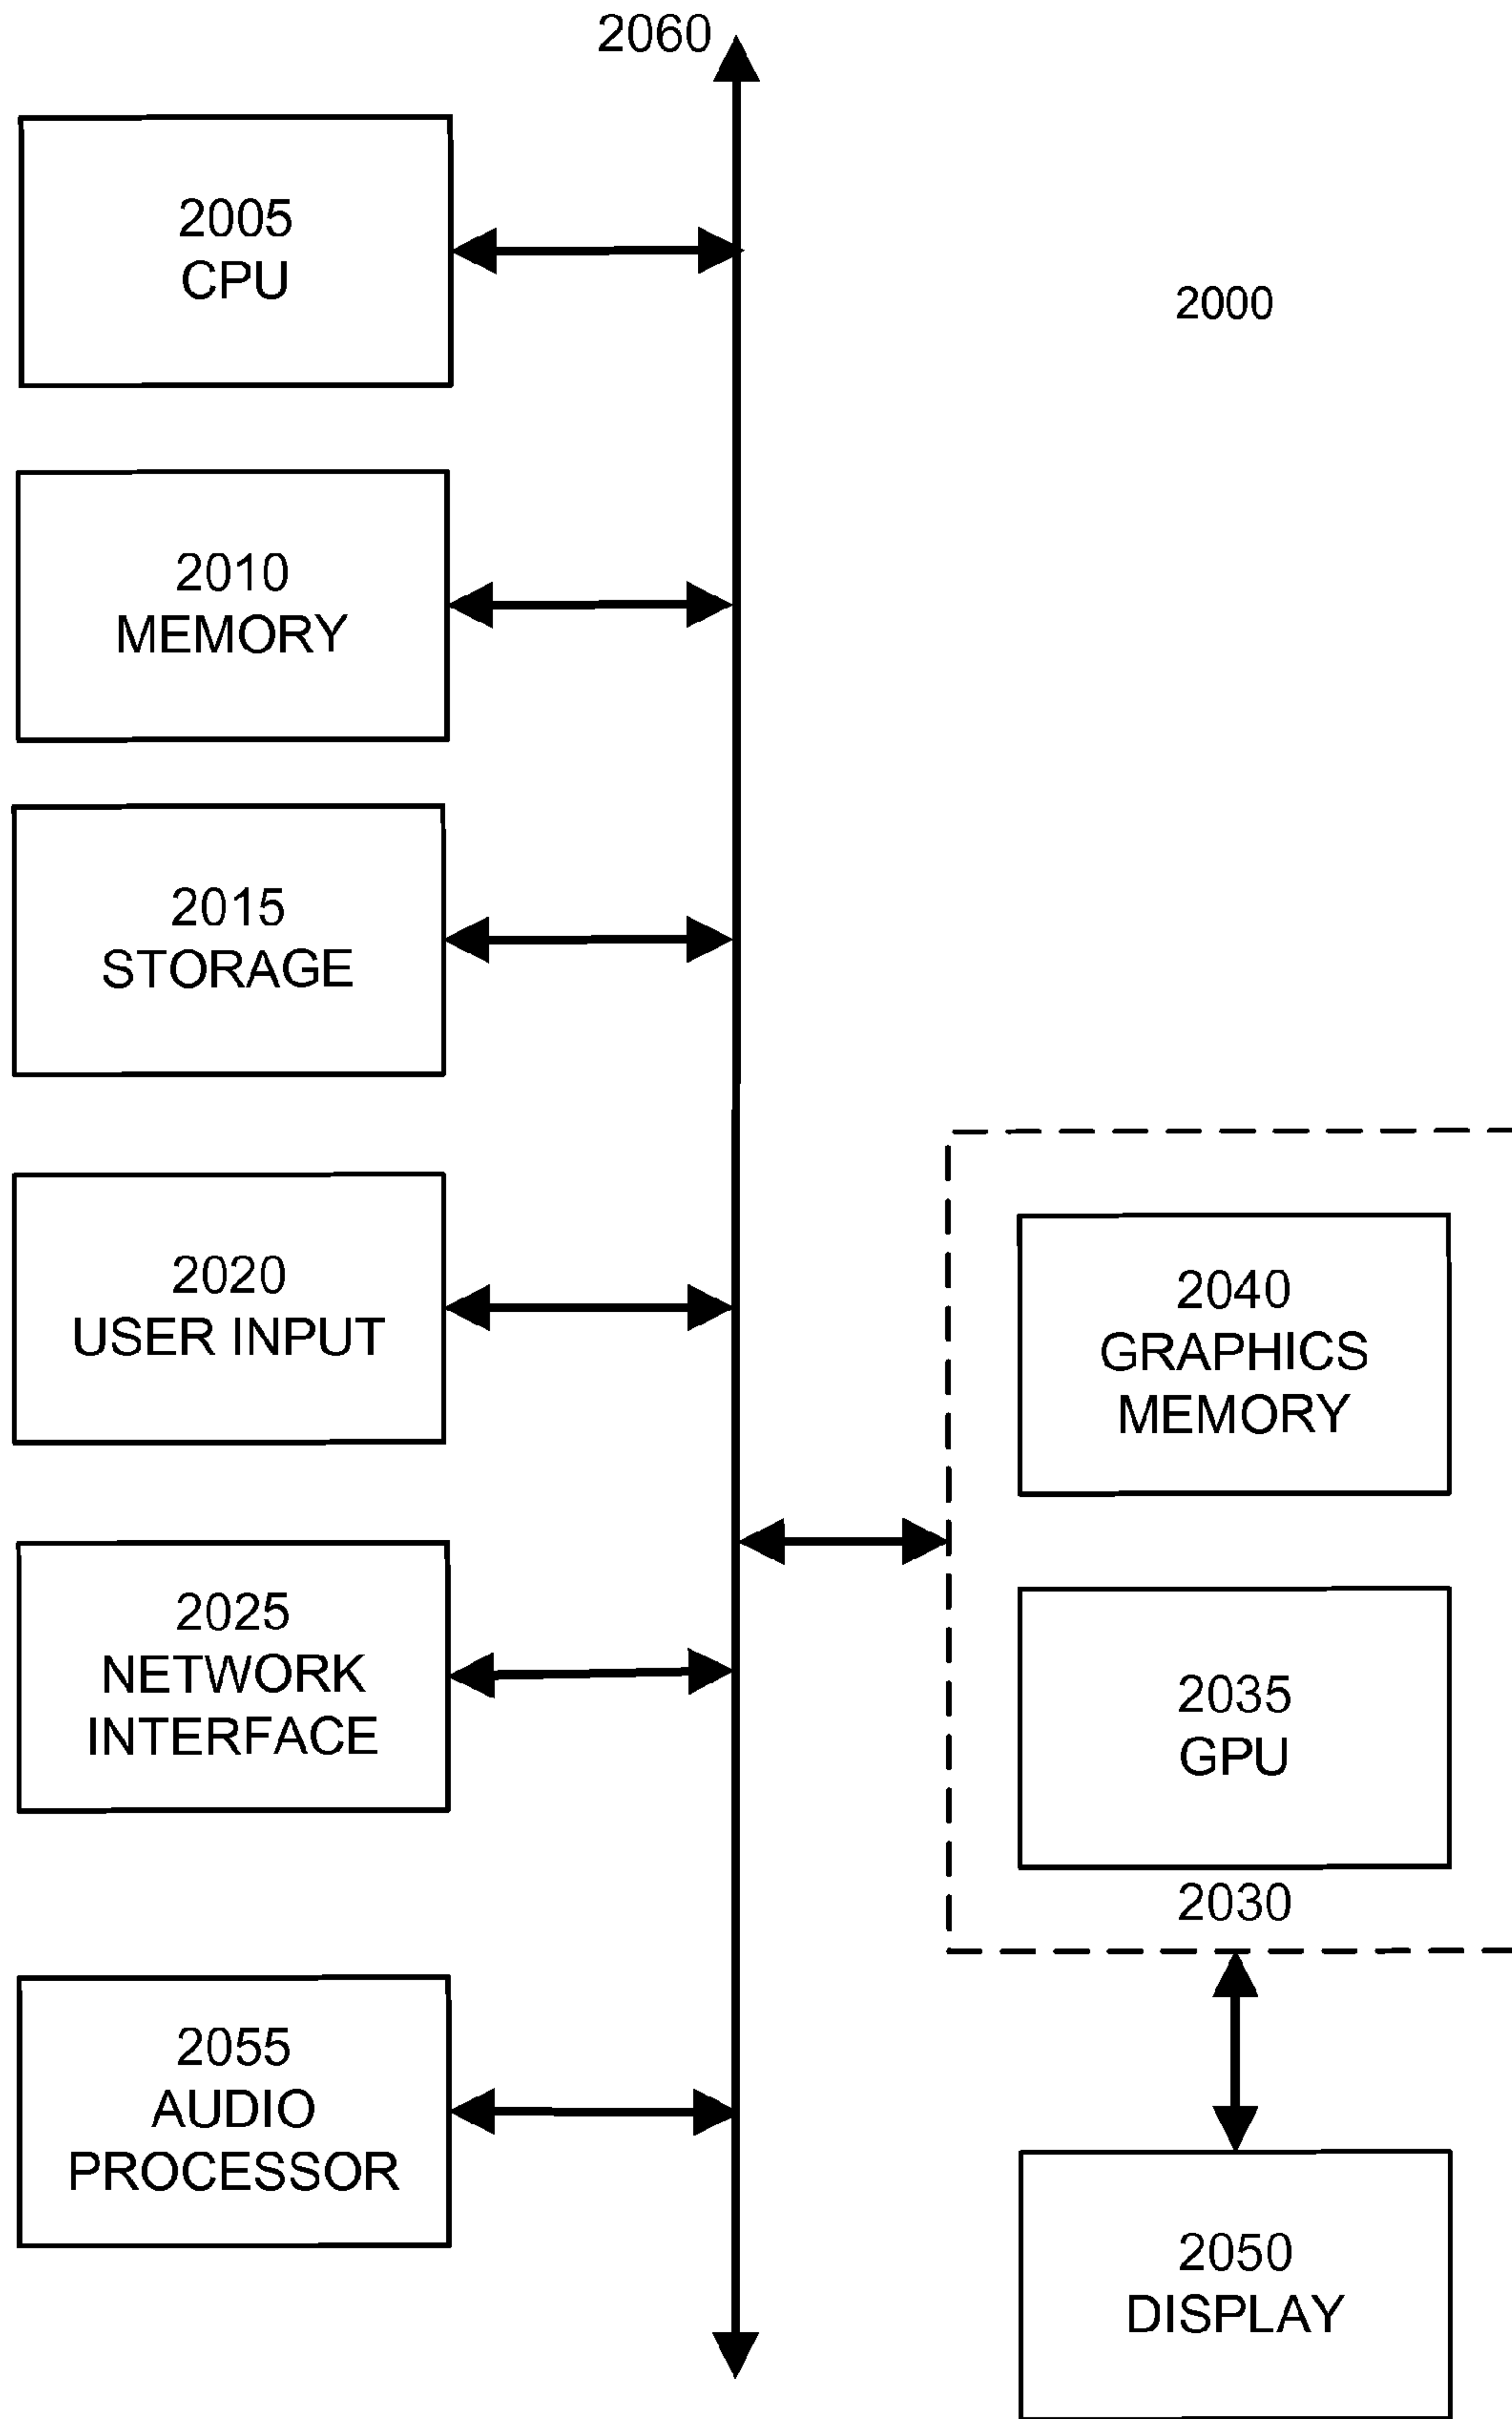 2060
2005
CPU
2000
2010
MEMORY
2015
STORAGE
2020
USER INPUT
2040
GRAPHICS
MEMORY
2025
NETWORK
INTERFACE
2035
GPU
2030
2055
AUDIO
PROCESSOR
2050
DISPLAY